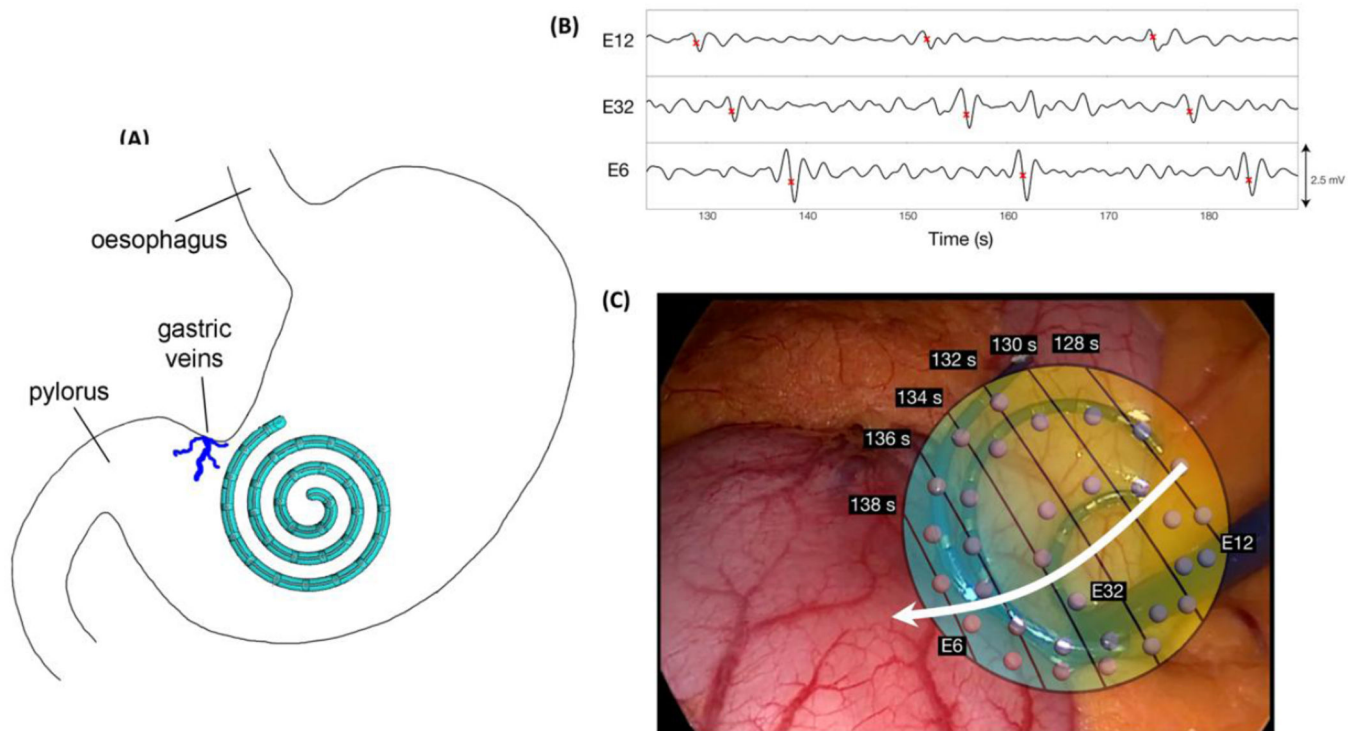 (A)
oesophagus
gastric
veins
pylorus
(B)
E12
E32
E6
2.5 mV
130 140 150 160 170 180
Time (s)
(C)
128 s
130 s
132 s
134 s
136 s
138 s
E12
E32
E6